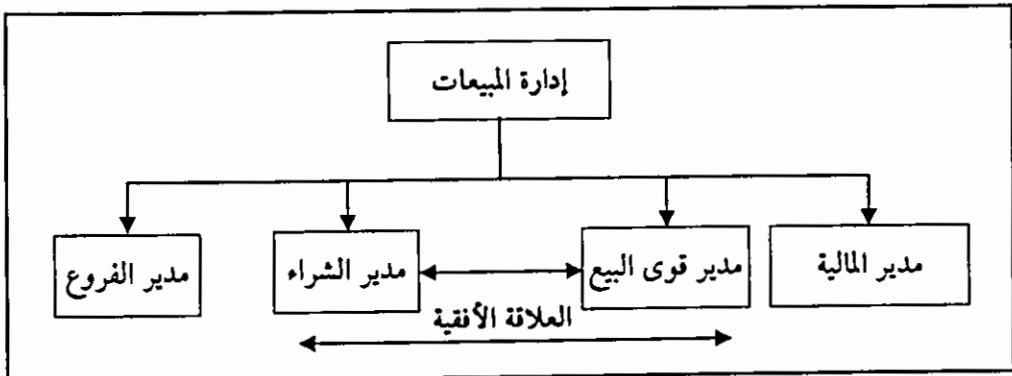 إدارة المبيعات
مدير المالية
مدير قوى البيع
مدير الشراء
مدير الفروع
العلاقة الأفقية